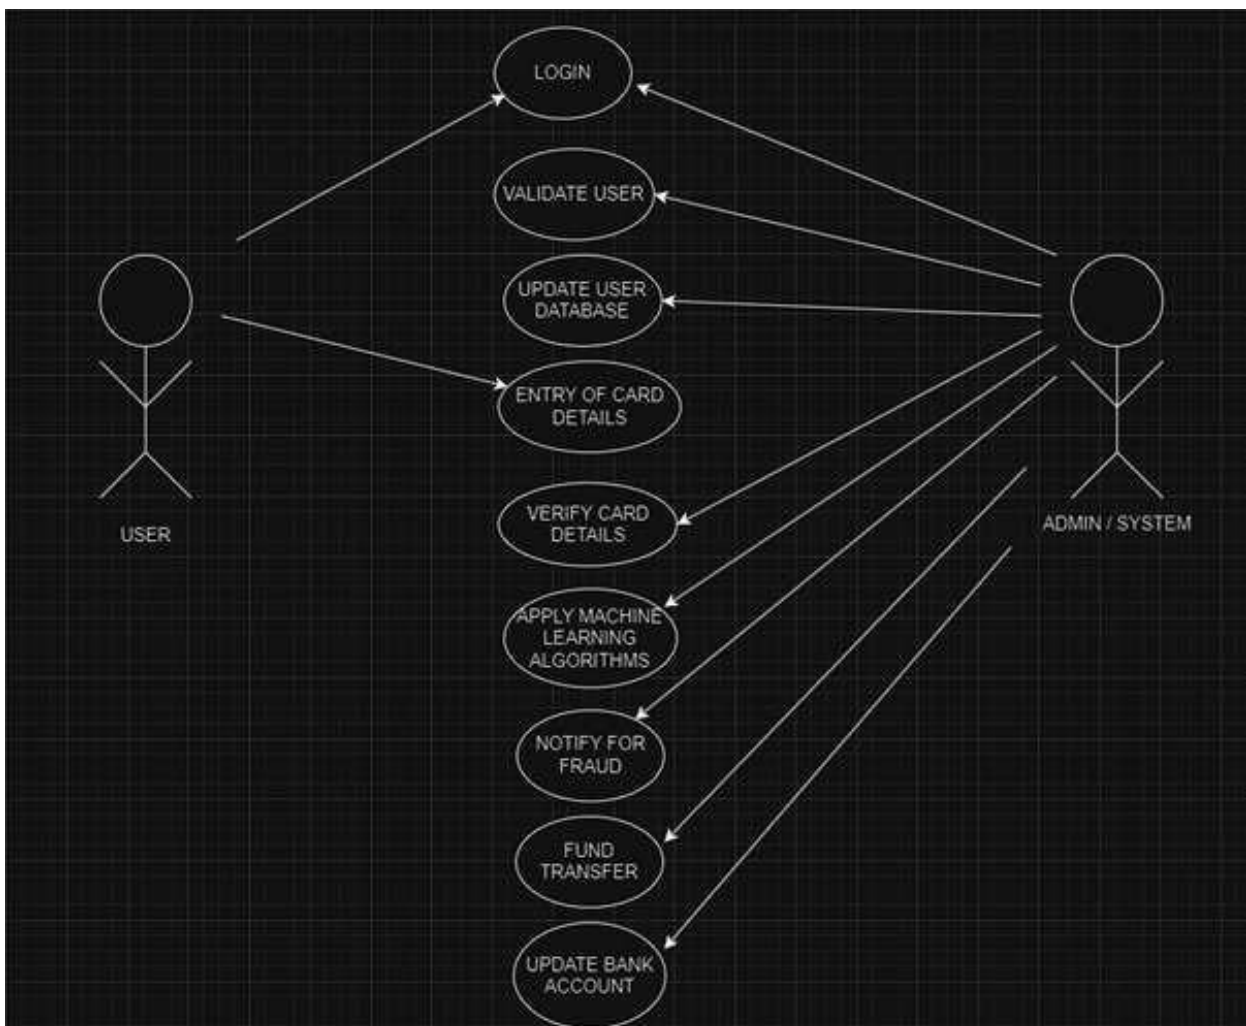 LOGIN
VALIDATE USER
UPDATE USER
DATABASE
ENTRY OF CARD
DETAILS
VERIFY CARD
DETAILS
USER
ADMIN / SYSTEM
APPLY MACHINE
LEARNING
ALGORITHMS
NOTIFY FOR
FRAUD
FUND
TRANSFER
UPDATE BANK
ACCOUNT